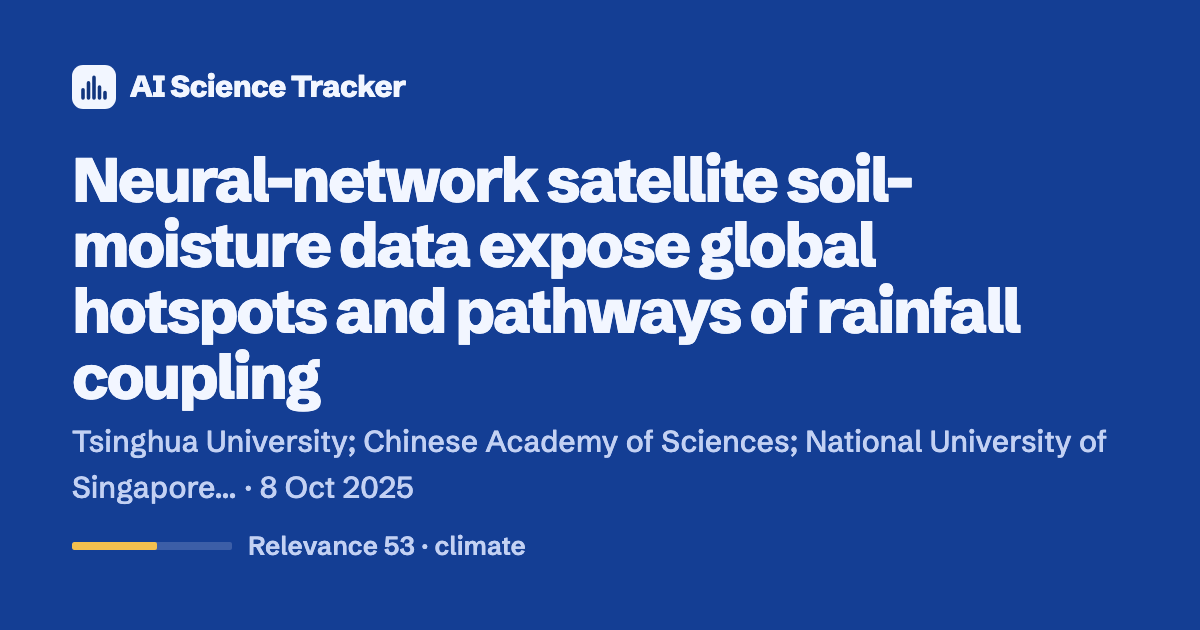 AI Science Tracker
Neural-network satellite soil-
moisture data expose global
hotspots and pathways of rainfall
coupling
Tsinghua University; Chinese Academy of Sciences; National University of
Singapore... · 8 Oct 2025
Relevance 53 · climate